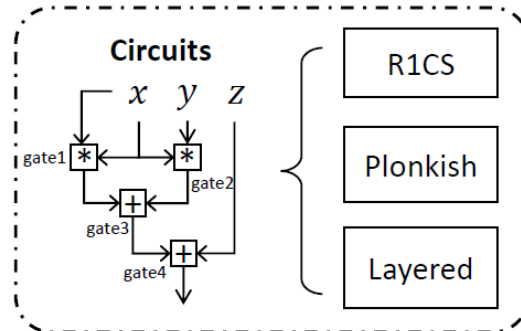 Circuits
x y z
gate1
*
*
gate2
+
gate3
+
gate4
R1CS
Plonkish
Layered